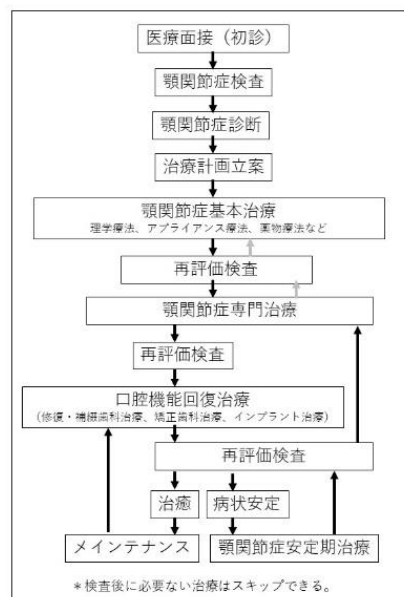 医療面接（初診）
顎関節症検査
顎関節症診断
治療計画立案
顎関節症基本治療
理学療法、アプライアンス療法、薬物療法など
再評価検査
顎関節症専門治療
再評価検査
口腔機能回復治療
（修復・補綴歯科治療、矯正歯科治療、インプラント治療）
再評価検査
治癒
病状安定
メインテナンス
顎関節症安定期治療
＊検査後に必要ない治療はスキップできる。